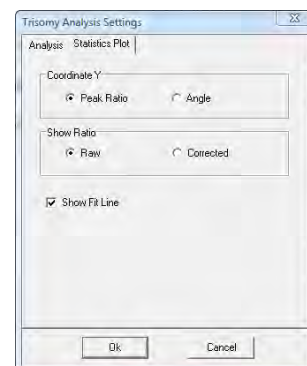 Trisomy Analysis Settings
Analysis Statistics Plot
Coordinate Y
Peak Ratio Angle
Show Ratio
Raw Corrected
Show Fit Line
Ok Cancel